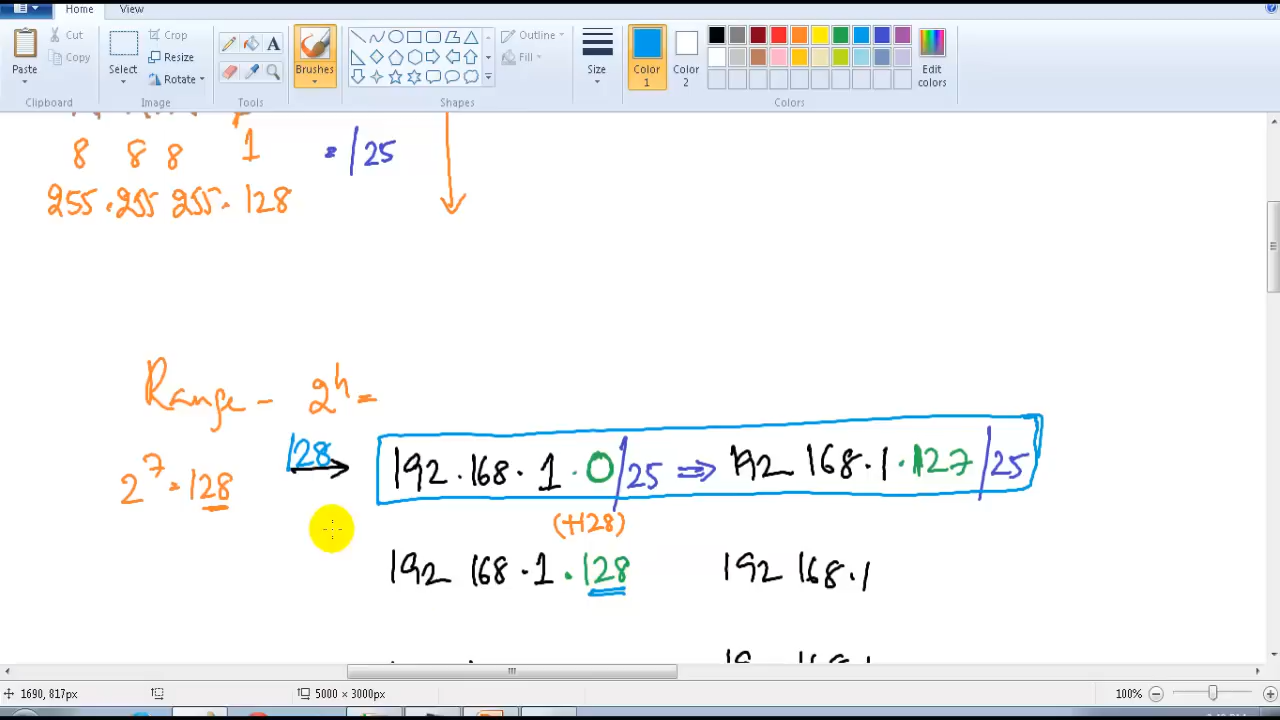 Home View
Cut
Copy
Paste
Clipboard
Select
Crop
Resize
Rotate
Image
A
Tools
Brushes
Shapes
Outline
Fill
Size
Color 1
Color 2
Edit colors
Colors
8 8 8 1 = /25
255.255 255.128
Range - 2^h =
128
192.168.1.0/25 ⇒ 192 168.1.127/25
2^7 = 128
(+128)
192 168.1.128 192 168.1
1690, 817px
5000 × 3000px
100%